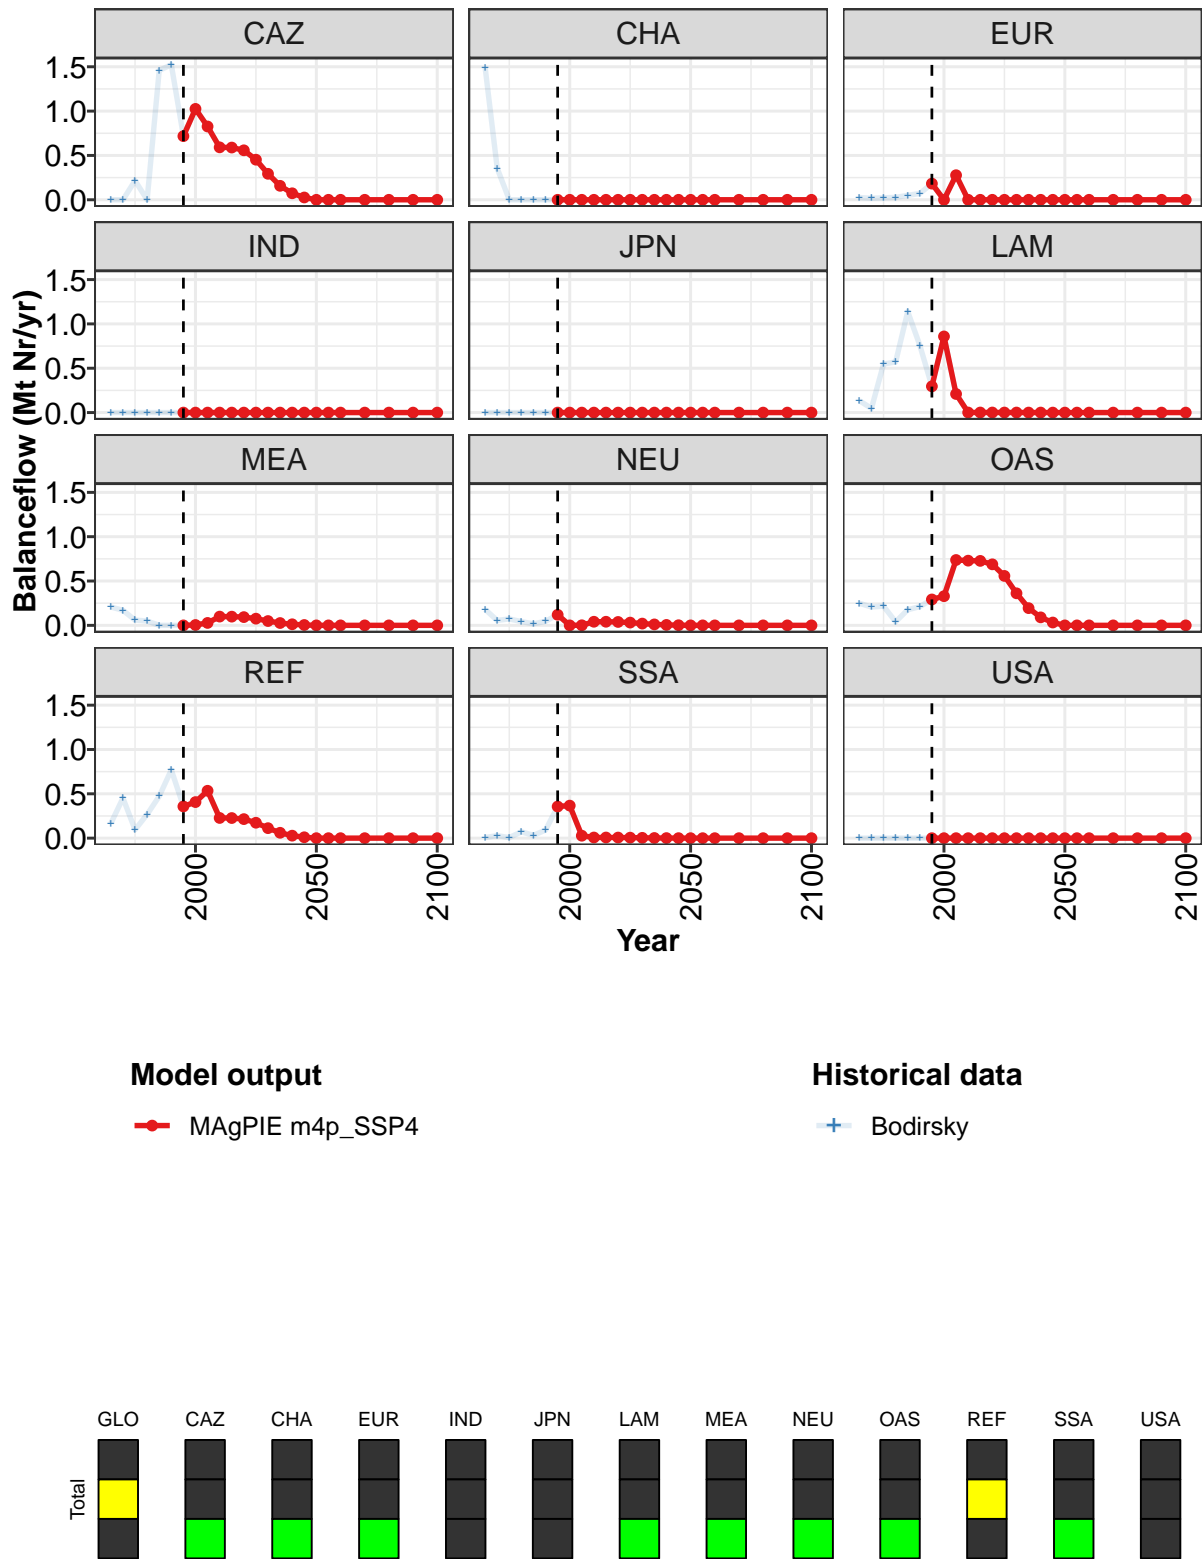 CAZ CHA EUR
1.5
1.0
0.5
0.0
IND JPN LAM
1.5
1.0
0.5
0.0
MEA NEU OAS
1.5
1.0
0.5
0.0
REF SSA USA
1.5
1.0
0.5
0.0
Balanceflow (Mt Nr/yr)
2000 2050 2100 2000 2050 2100 2000 2050 2100
Year
Model output Historical data
MAgPIE m4p_SSP4 Bodirsky
GLO CAZ CHA EUR IND JPN LAM MEA NEU OAS REF SSA USA
Total